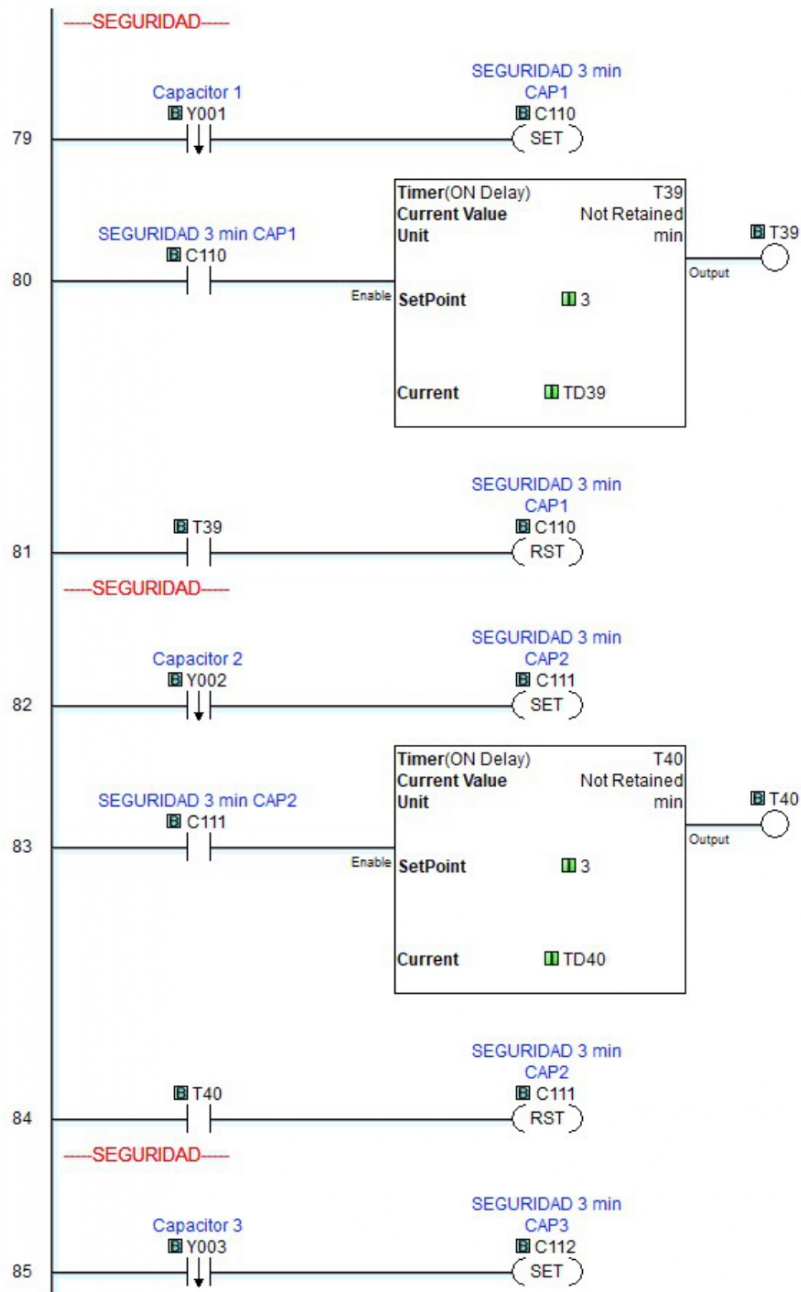 -----SEGURIDAD-----
SEGURIDAD 3 min
CAP1
Capacitor 1
B Y001
B C110
79
SET
Timer(ON Delay) T39
Current Value Not Retained
Unit min
B T39
SEGURIDAD 3 min CAP1
B C110
80
Output
Enable
SetPoint 3
Current TD39
SEGURIDAD 3 min
CAP1
B T39
B C110
81
RST
-----SEGURIDAD-----
SEGURIDAD 3 min
CAP2
Capacitor 2
B Y002
B C111
82
SET
Timer(ON Delay) T40
Current Value Not Retained
Unit min
B T40
SEGURIDAD 3 min CAP2
B C111
83
Output
Enable
SetPoint 3
Current TD40
SEGURIDAD 3 min
CAP2
B T40
B C111
84
RST
-----SEGURIDAD-----
SEGURIDAD 3 min
CAP3
Capacitor 3
B Y003
B C112
85
SET